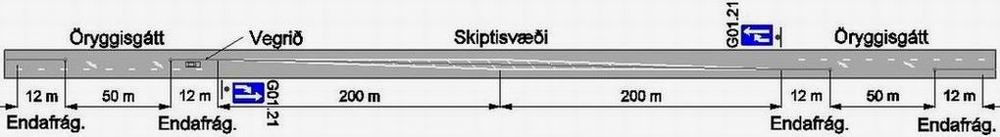 Öryggisgátt
Vegrið
Skiptisvæði
G01.21
Öryggisgátt
G01.21
12 m
50 m
12 m
200 m
200 m
12 m
50 m
12 m
Endafrág.
Endafrág.
Endafrág.
Endafrág.